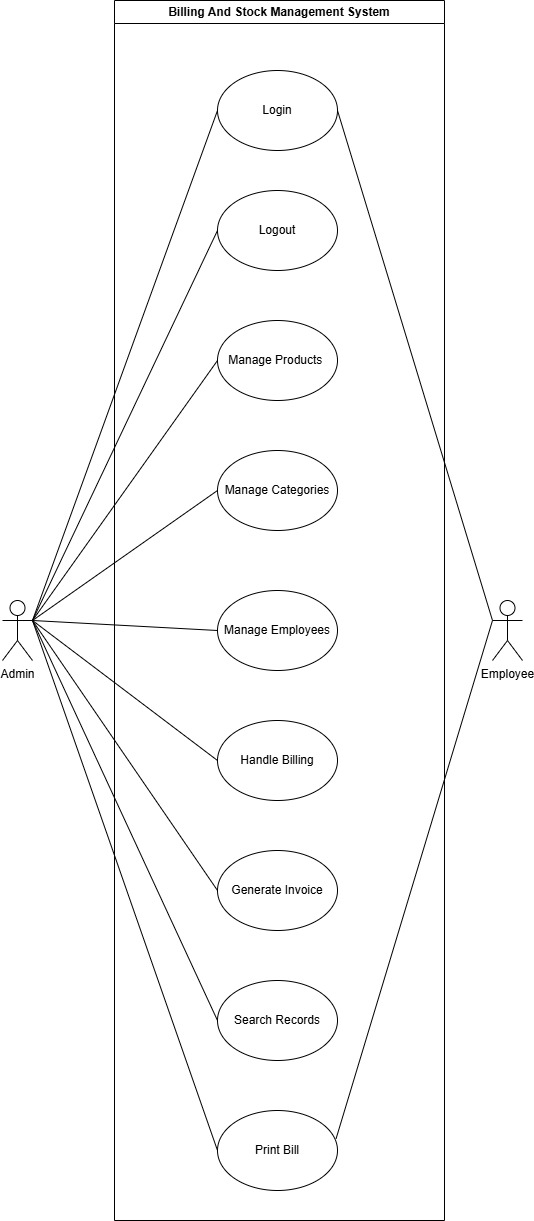 Billing And Stock Management System
Login
Logout
Manage Products
Manage Categories
Manage Employees
Admin
Employee
Handle Billing
Generate Invoice
Search Records
Print Bill